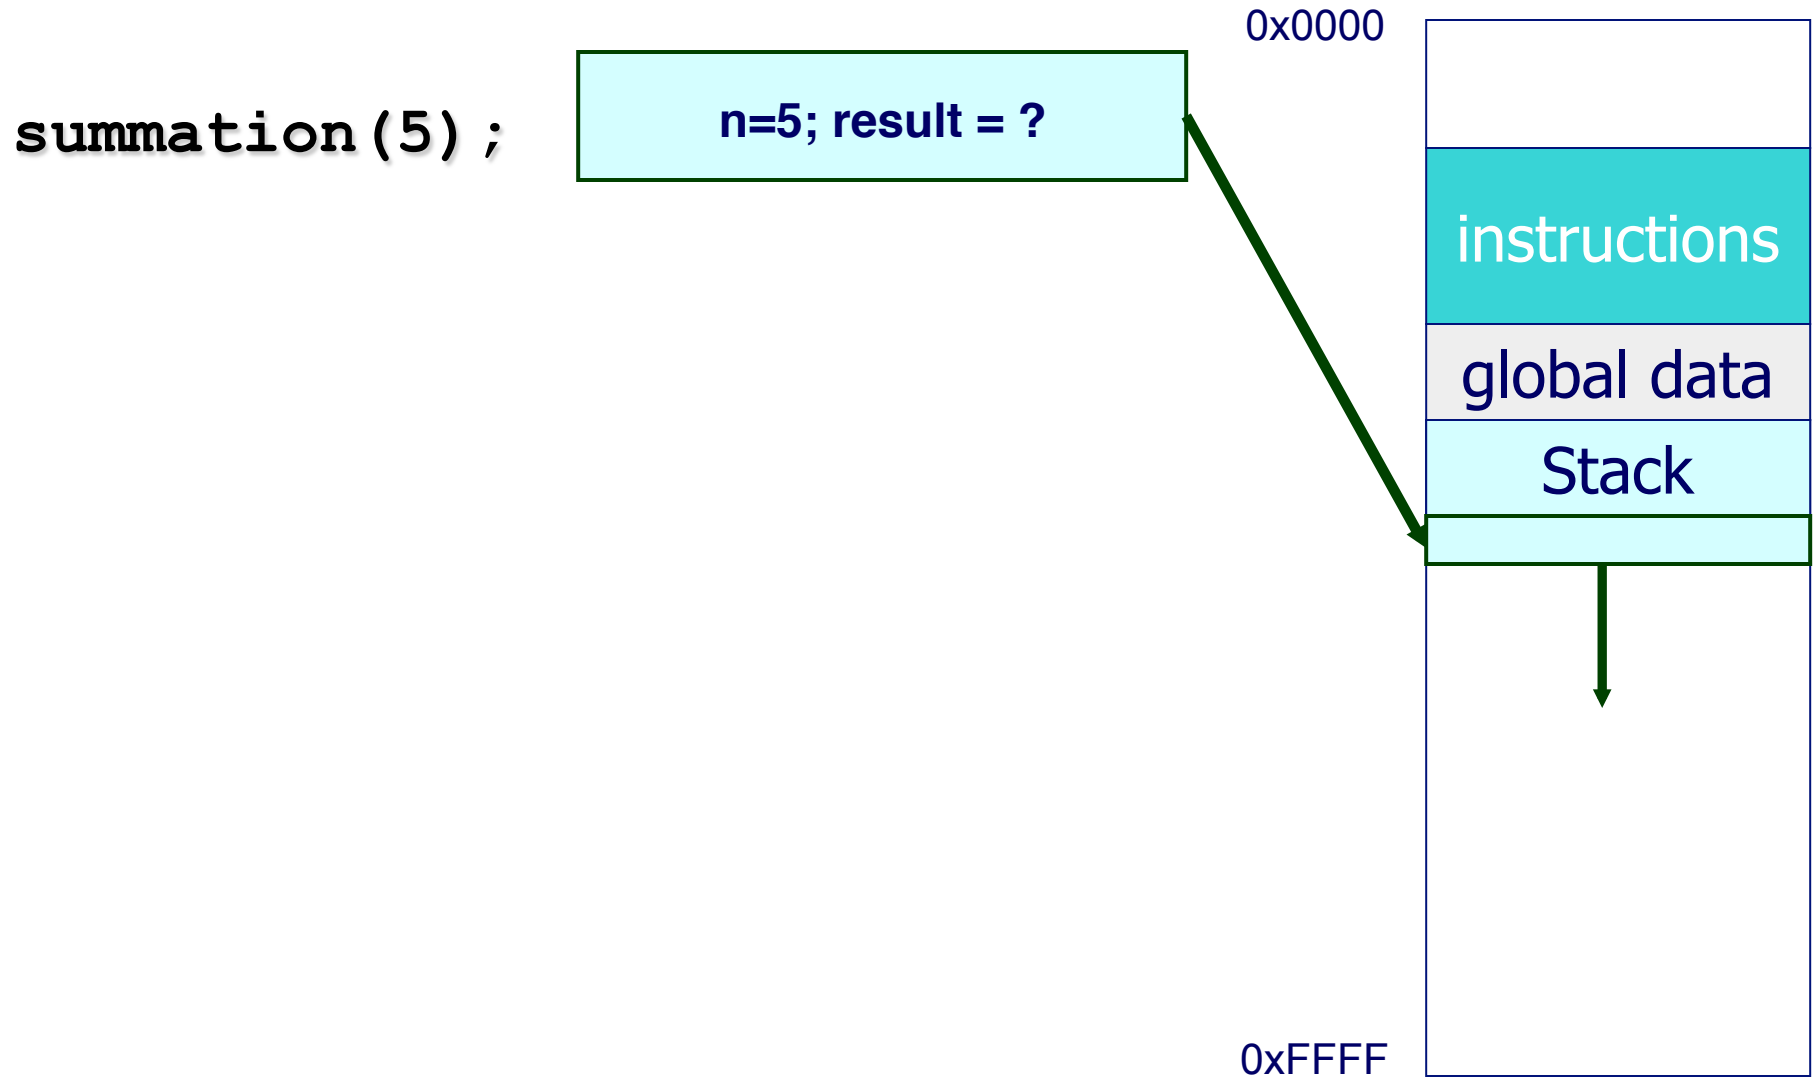 0x0000
summation(5);
n=5; result = ?
instructions
global data
Stack
0xFFFF